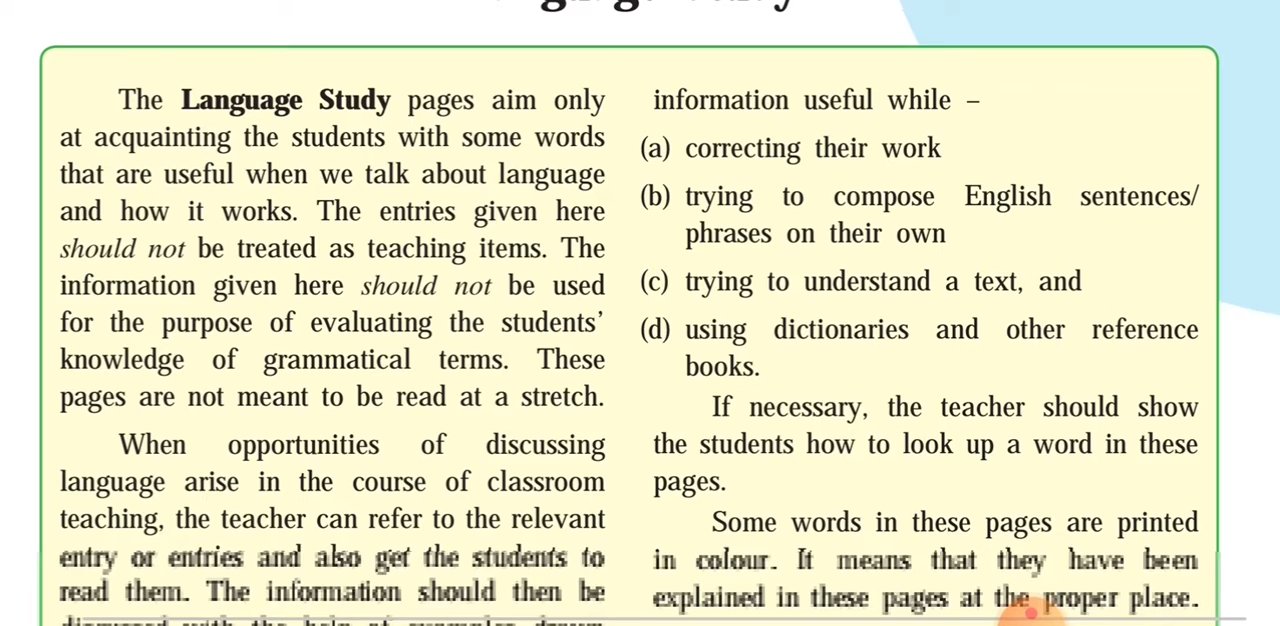 The Language Study pages aim only
at acquainting the students with some words
that are useful when we talk about language
and how it works. The entries given here
should not be treated as teaching items. The
information given here should not be used
for the purpose of evaluating the students’
knowledge of grammatical terms. These
pages are not meant to be read at a stretch.
When opportunities of discussing
language arise in the course of classroom
teaching, the teacher can refer to the relevant
entry or entries and also get the students to
read them. The information should then be
information useful while –
(a) correcting their work
(b) trying to compose English sentences/
phrases on their own
(c) trying to understand a text, and
(d) using dictionaries and other reference
books.
If necessary, the teacher should show
the students how to look up a word in these
pages.
Some words in these pages are printed
in colour. It means that they have been
explained in these pages at the proper place.